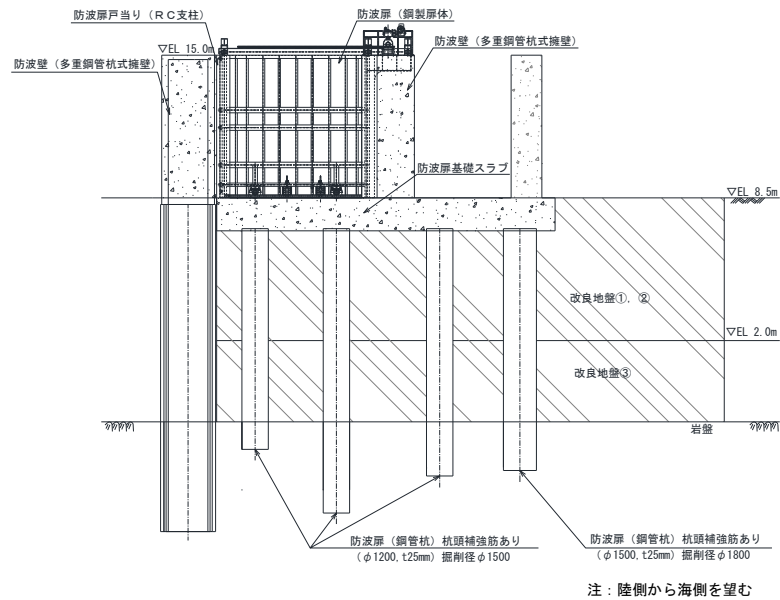 防波扉戸当り（ＲＣ支柱）
防波扉（鋼製扉体）
▽EL 15.0m
防波壁（多重鋼管杭式擁壁）
防波壁（多重鋼管杭式擁壁）
防波扉基礎スラブ
▽EL 8.5m
改良地盤①，②
▽EL 2.0m
改良地盤③
岩盤
防波扉（鋼管杭）杭頭補強筋あり
（φ1200，t25mm）掘削径φ1500
防波扉（鋼管杭）杭頭補強筋あり
（φ1500，t25mm）掘削径φ1800
注：陸側から海側を望む